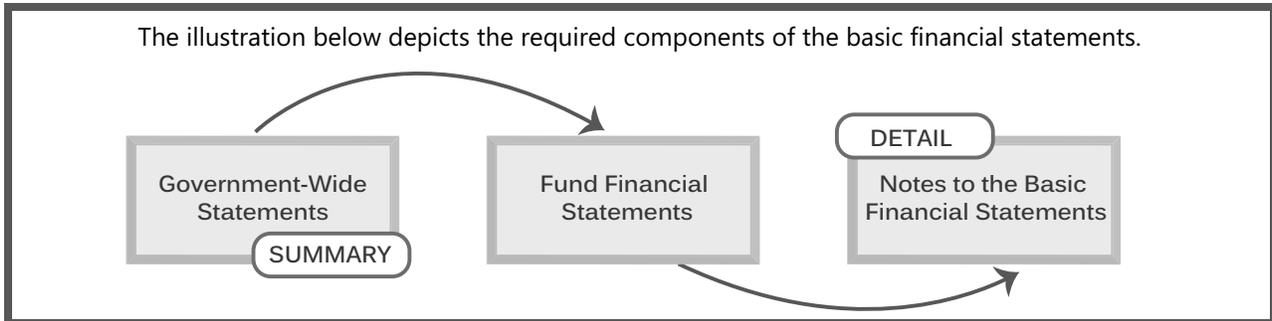 The illustration below depicts the required components of the basic financial statements.
Government-Wide
Statements
SUMMARY
Fund Financial
Statements
DETAIL
Notes to the Basic
Financial Statements